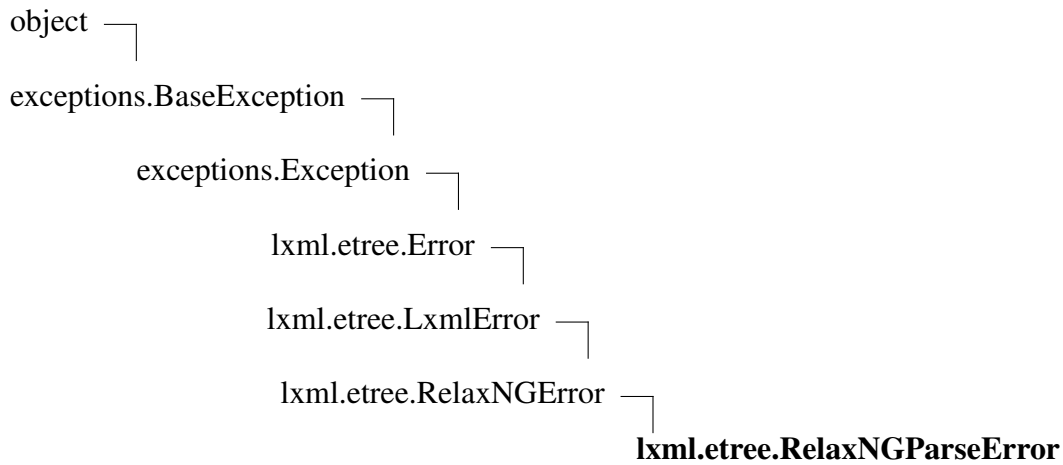 object
exceptions.BaseException
exceptions.Exception
lxml.etree.Error
lxml.etree.LxmlError
lxml.etree.RelaxNGError
lxml.etree.RelaxNGParseError